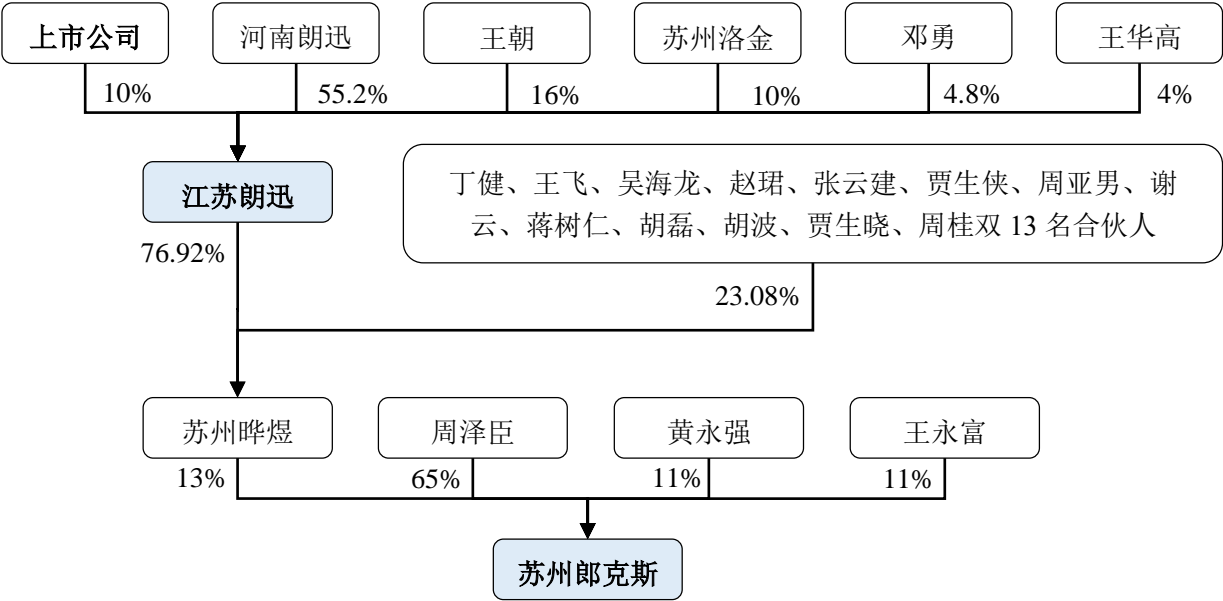 上市公司
河南朗迅
王朝
苏州洛金
邓勇
王华高
10%
55.2%
16%
10%
4.8%
4%
江苏朗迅
丁健、王飞、吴海龙、赵珺、张云建、贾生侠、周亚男、谢
云、蒋树仁、胡磊、胡波、贾生晓、周桂双 13 名合伙人
76.92%
23.08%
苏州晔煜
周泽臣
黄永强
王永富
13%
65%
11%
11%
苏州郎克斯